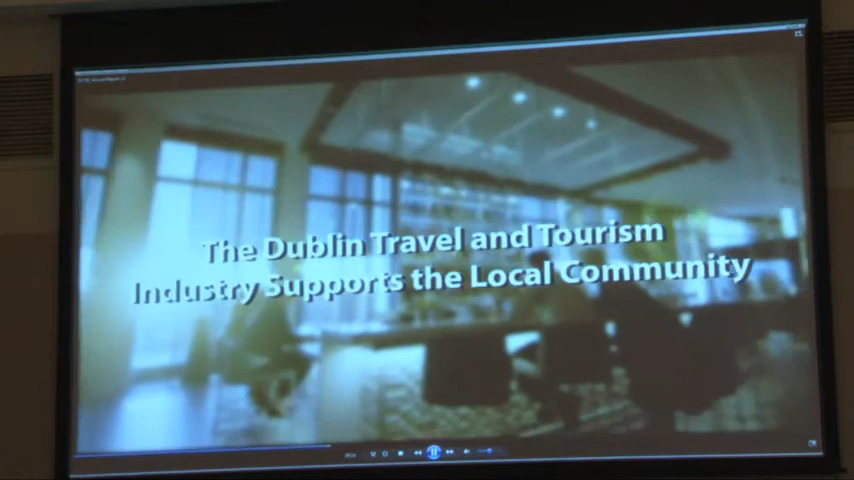 The Dublin Travel and Tourism
Industry Supports the Local Community